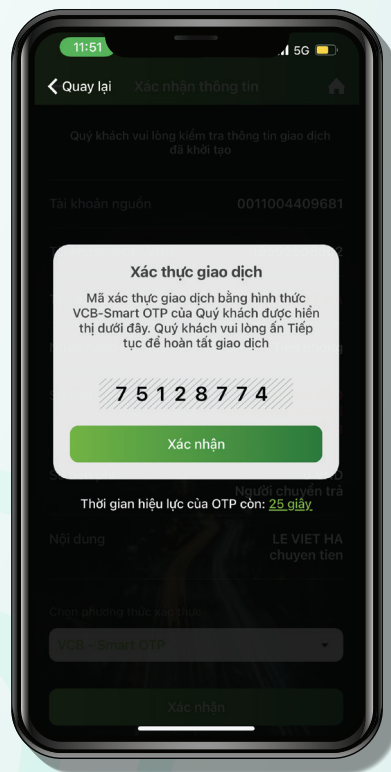 11:51
5G
Quay lại Xác nhận thông tin
Quý khách vui lòng kiểm tra thông tin giao dịch
đã khởi tạo
Tài khoản nguồn 0011004409681
Xác thực giao dịch
Mã xác thực giao dịch bằng hình thức
VCB-Smart OTP của Quý khách được hiển
thị dưới đây. Quý khách vui lòng ấn Tiếp
tục để hoàn tất giao dịch
75128774
Xác nhận
Người chuyển trả
Thời gian hiệu lực của OTP còn: 25 giây
Nội dung LE VIET HA
chuyen tien
Chọn phương thức xác thực
VCB - Smart OTP
Xác nhận